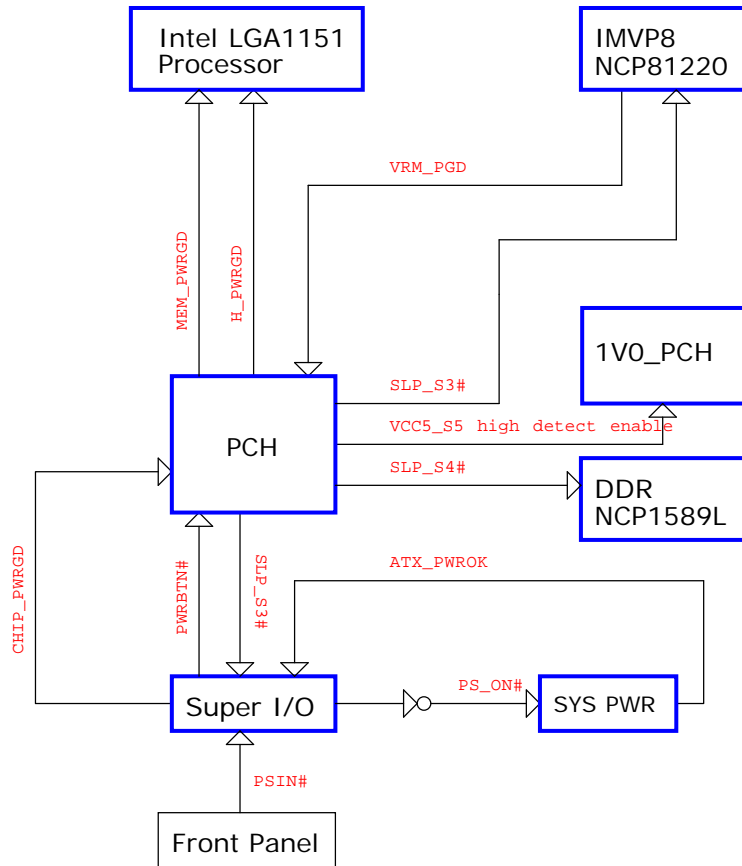 Intel LGA1151
Processor
IMVP8
NCP81220
VRM_PGD
MEM_PWRGD
H_PWRGD
1V0_PCH
SLP_S3#
VCC5_S5 high detect enable
PCH
SLP_S4#
DDR
NCP1589L
CHIP_PWRGD
PWRBTN#
SLP_S3#
ATX_PWROK
Super I/O
PS_ON#
SYS PWR
PSIN#
Front Panel